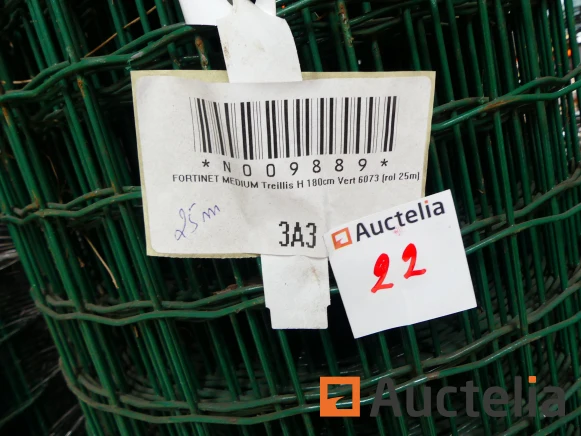 *N009889*
FORTINET MEDIUM Treillis H 180cm Vert 6073 (rol 25m)
25m
3A3
Auctelia
22
Auctelia